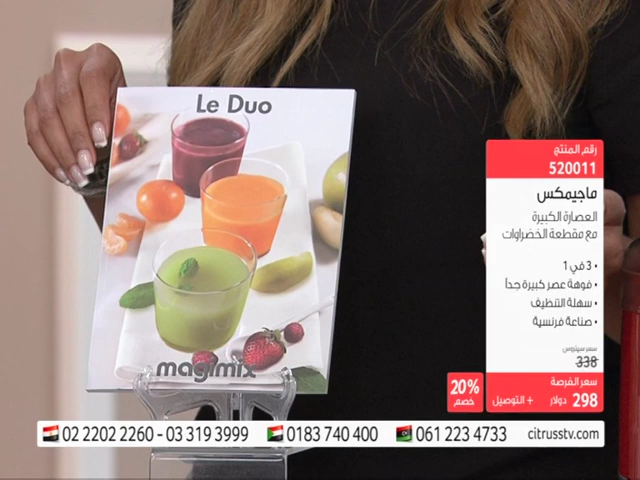 Le Duo
magimix
رقم المنتج
520011
ماجيمكس
العصارة الكبيرة
مع مقطعة الخضراوات
• 3 في 1
• فوهة عصر كبيرة جداً
• سهلة التنظيف
• صناعة فرنسية
سعر سيتروس
338
سعر الفرصة
298 دولار + التوصيل
20%
خصم
02 2202 2260 - 03 319 3999 0183 740 400 061 223 4733 citrusstv.com